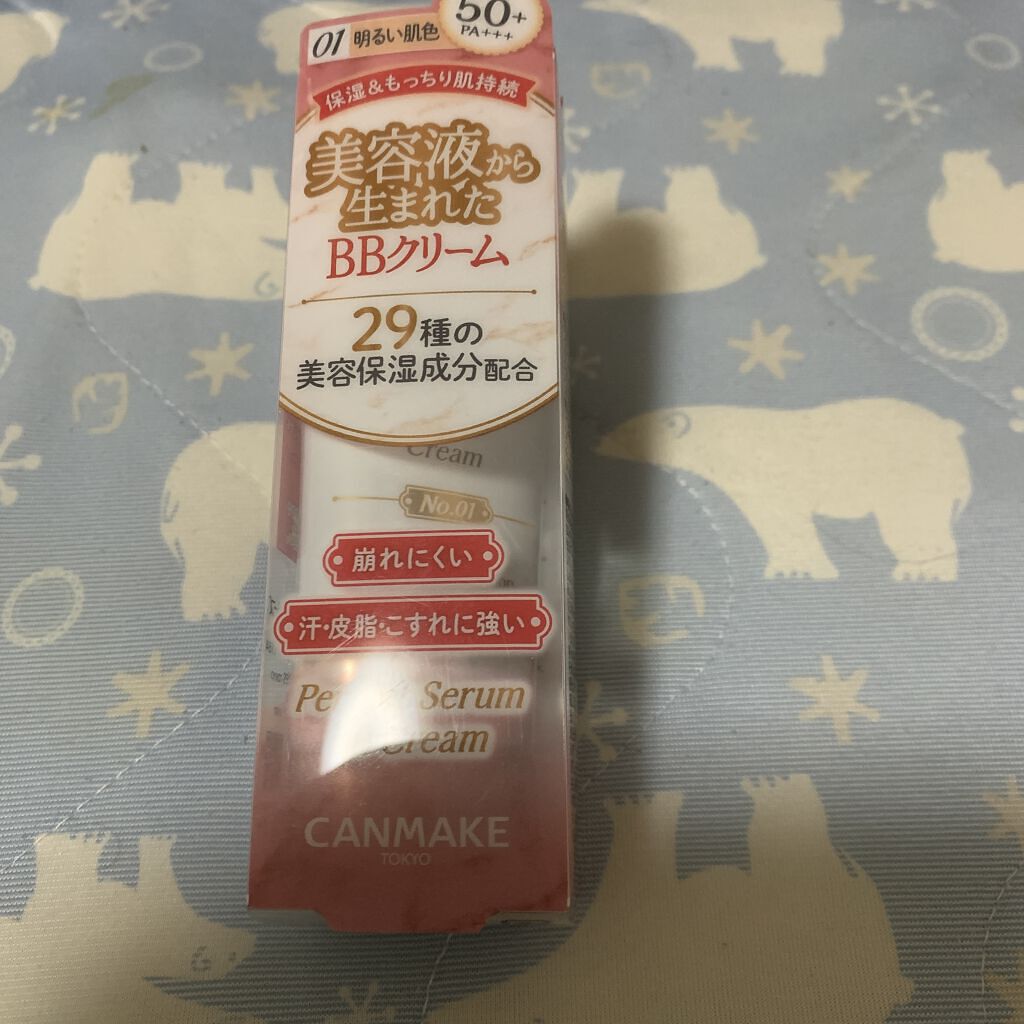 01 明るい肌色
50+
PA+++
保湿&もっちり肌持続
美容液から
生まれた
BBクリーム
29種の
美容保湿成分配合
Cream
No.01
崩れにくい
汗・皮脂・こすれに強い
Serum
Cream
CANMAKE
TOKYO